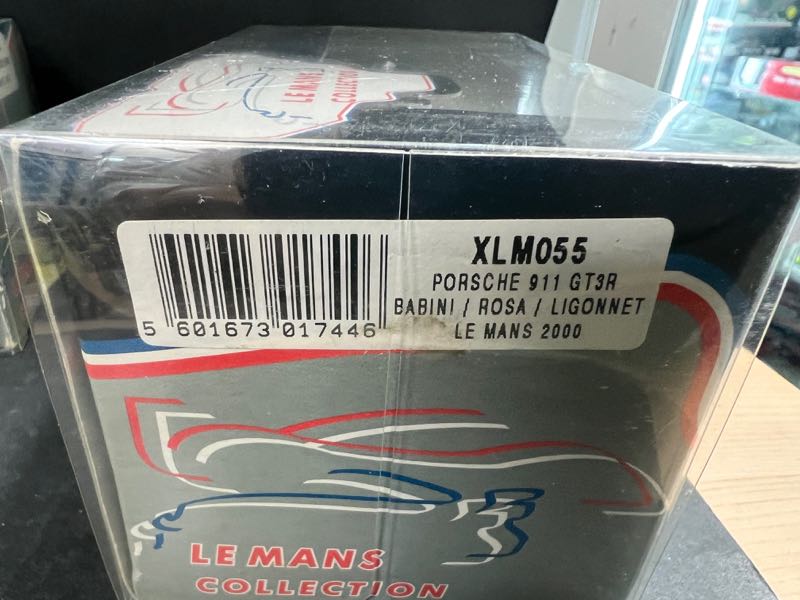 LE MANS
COLLECTION
XLM055
PORSCHE 911 GT3R
BABINI / ROSA / LIGONNET
LE MANS 2000
5 601673 017446
LE MANS
COLLECTION